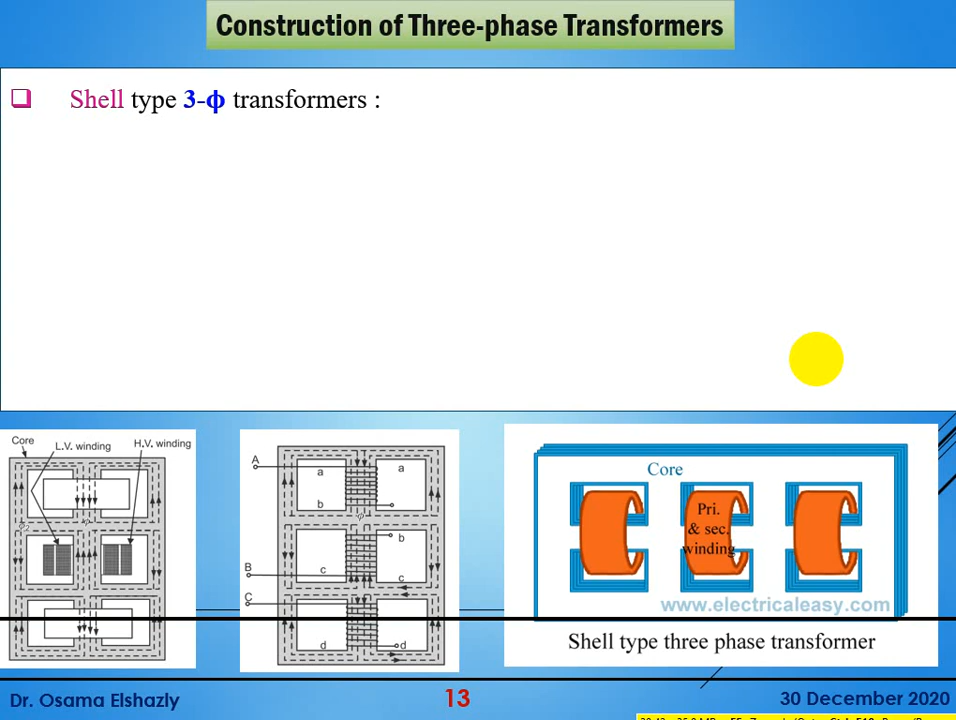 Construction of Three-phase Transformers
Shell type 3-ϕ transformers :
Core
L.V. winding
H.V. winding
A
a
a
b
b
B
c
c
C
d
d
Core
Pri.
& sec.
winding
www.electricaleasy.com
Shell type three phase transformer
Dr. Osama Elshazly
13
30 December 2020